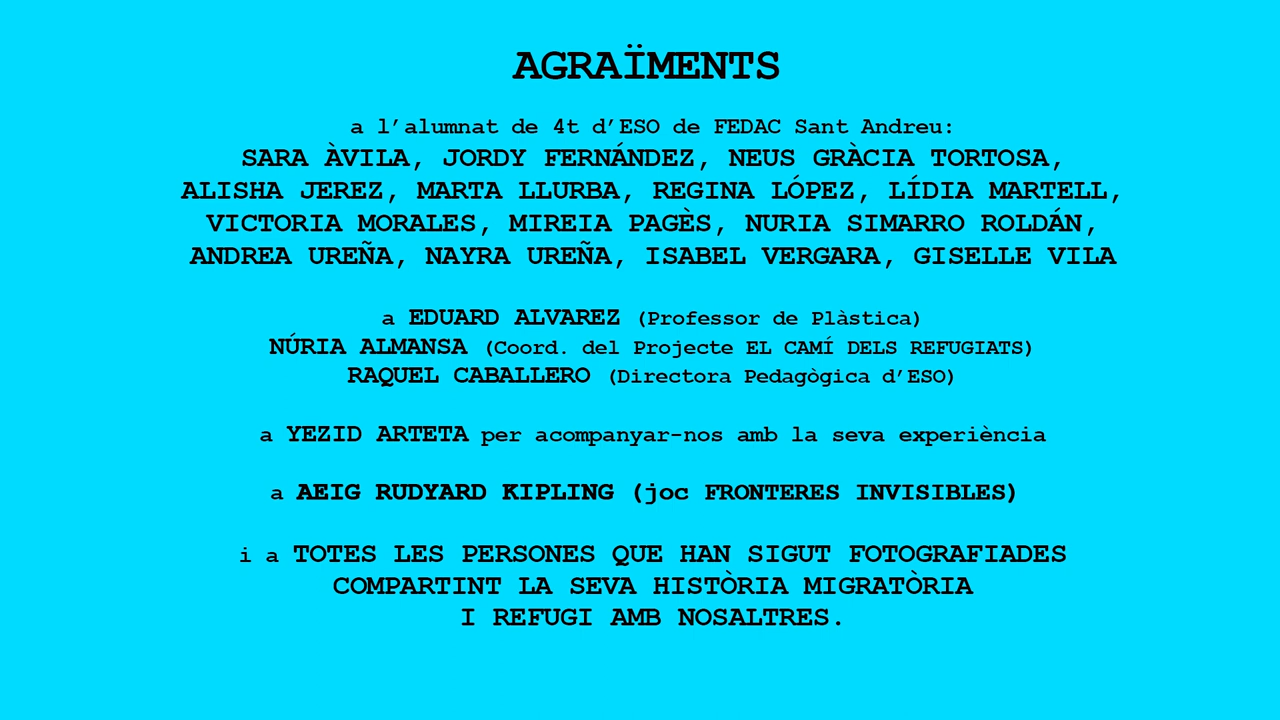 AGRAÏMENTS
a l’alumnat de 4t d’ESO de FEDAC Sant Andreu:
SARA ÀVILA, JORDY FERNÁNDEZ, NEUS GRÀCIA TORTOSA,
ALISHA JEREZ, MARTA LLURBA, REGINA LÓPEZ, LÍDIA MARTELL,
VICTORIA MORALES, MIREIA PAGÈS, NURIA SIMARRO ROLDÁN,
ANDREA UREÑA, NAYRA UREÑA, ISABEL VERGARA, GISELLE VILA
a EDUARD ALVAREZ (Professor de Plàstica)
NÚRIA ALMANSA (Coord. del Projecte EL CAMÍ DELS REFUGIATS)
RAQUEL CABALLERO (Directora Pedagògica d’ESO)
a YEZID ARTETA per acompanyar-nos amb la seva experiència
a AEIG RUDYARD KIPLING (joc FRONTERES INVISIBLES)
i a TOTES LES PERSONES QUE HAN SIGUT FOTOGRAFIADES
COMPARTINT LA SEVA HISTÒRIA MIGRATÒRIA
I REFUGI AMB NOSALTRES.